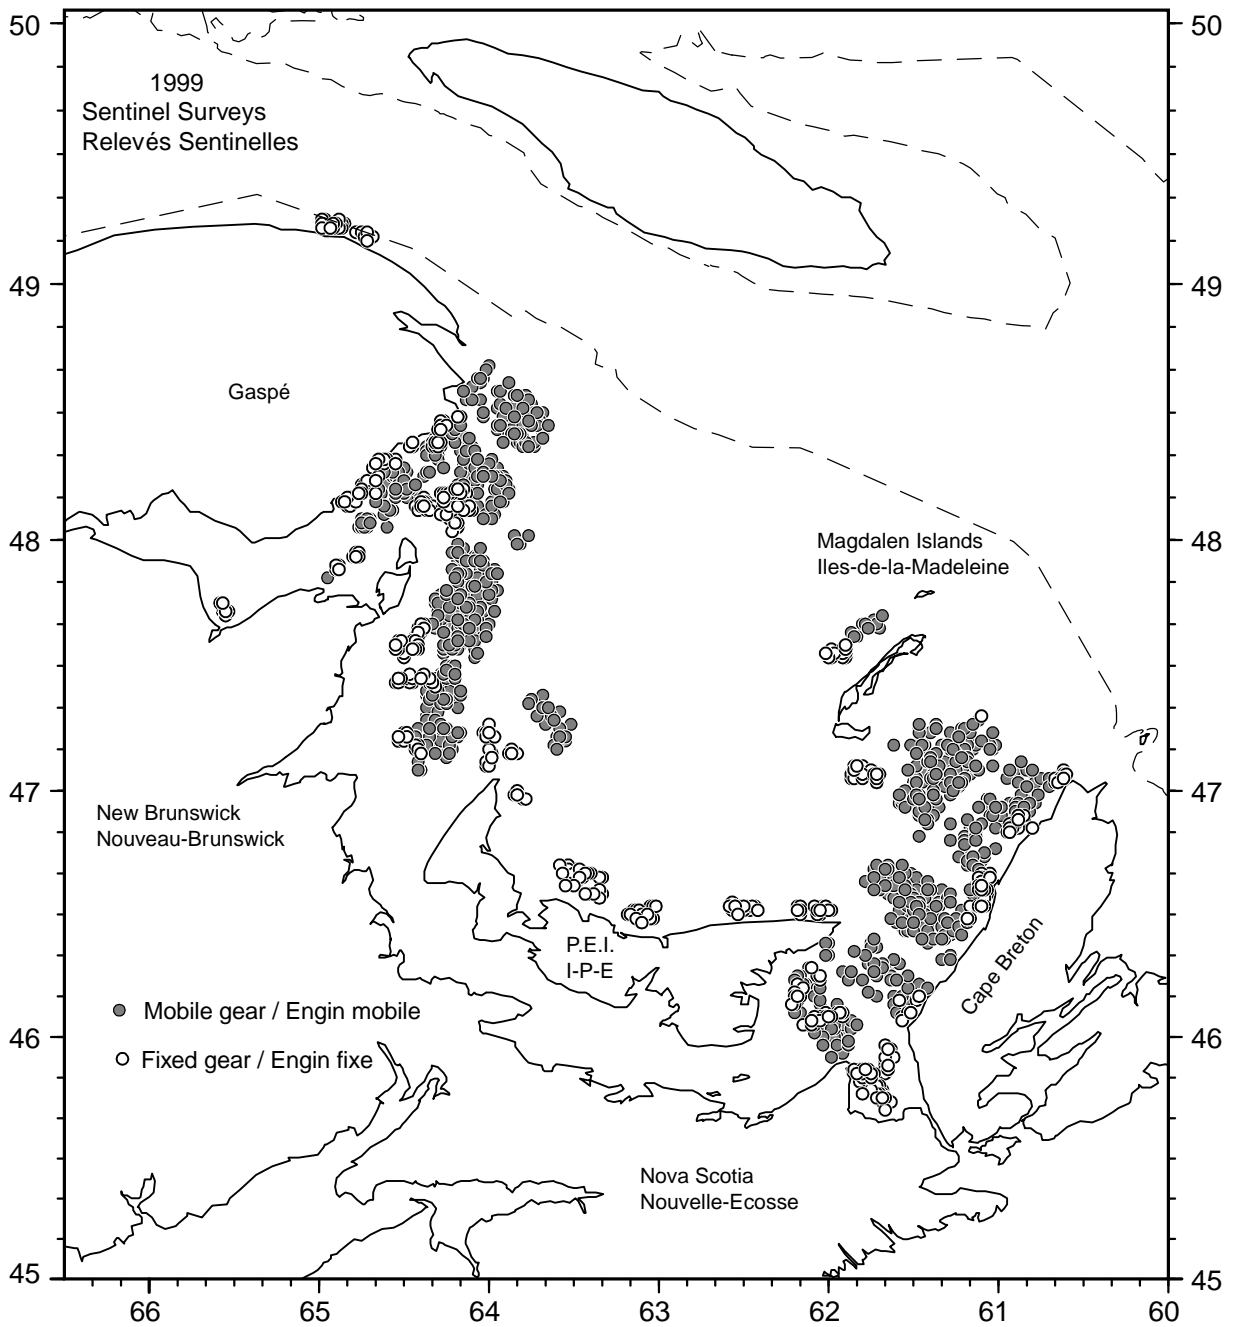 50
50
1999
Sentinel Surveys
Relevés Sentinelles
49
49
Gaspé
48
48
Magdalen Islands
Iles-de-la-Madeleine
47
47
New Brunswick
Nouveau-Brunswick
P.E.I.
I-P-E
Cape Breton
Mobile gear / Engin mobile
46
46
Fixed gear / Engin fixe
Nova Scotia
Nouvelle-Ecosse
45
45
66 65 64 63 62 61 60